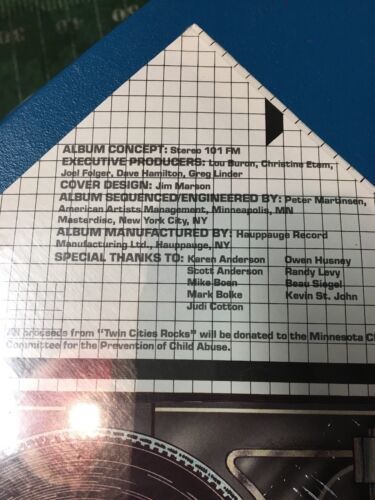 ALBUM CONCEPT: Stereo 101 FM
EXECUTIVE PRODUCERS: Lou Buron, Christine Etem,
Joel Folger, Dave Hamilton, Greg Linder
COVER DESIGN: Jim Marson
ALBUM SEQUENCED/ENGINEERED BY: Peter Martinsen,
American Artists Management, Minneapolis, MN
Masterdisc, New York City, NY
ALBUM MANUFACTURED BY: Hauppauge Record
Manufacturing Ltd., Hauppauge, NY
SPECIAL THANKS TO: Karen Anderson Owen Husney
Scott Anderson Randy Levy
Mike Boen Beau Siegel
Mark Bolke Kevin St. John
Judi Cotton
All proceeds from "Twin Cities Rocks" will be donated to the Minnesota
Committee for the Prevention of Child Abuse.